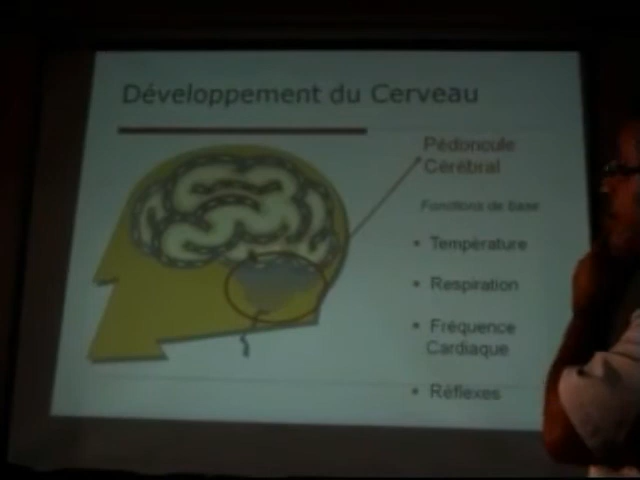 Développement du Cerveau
Pédoncule
Cérébral
Fonctions de base
• Température
• Respiration
• Fréquence
Cardiaque
• Réflexes